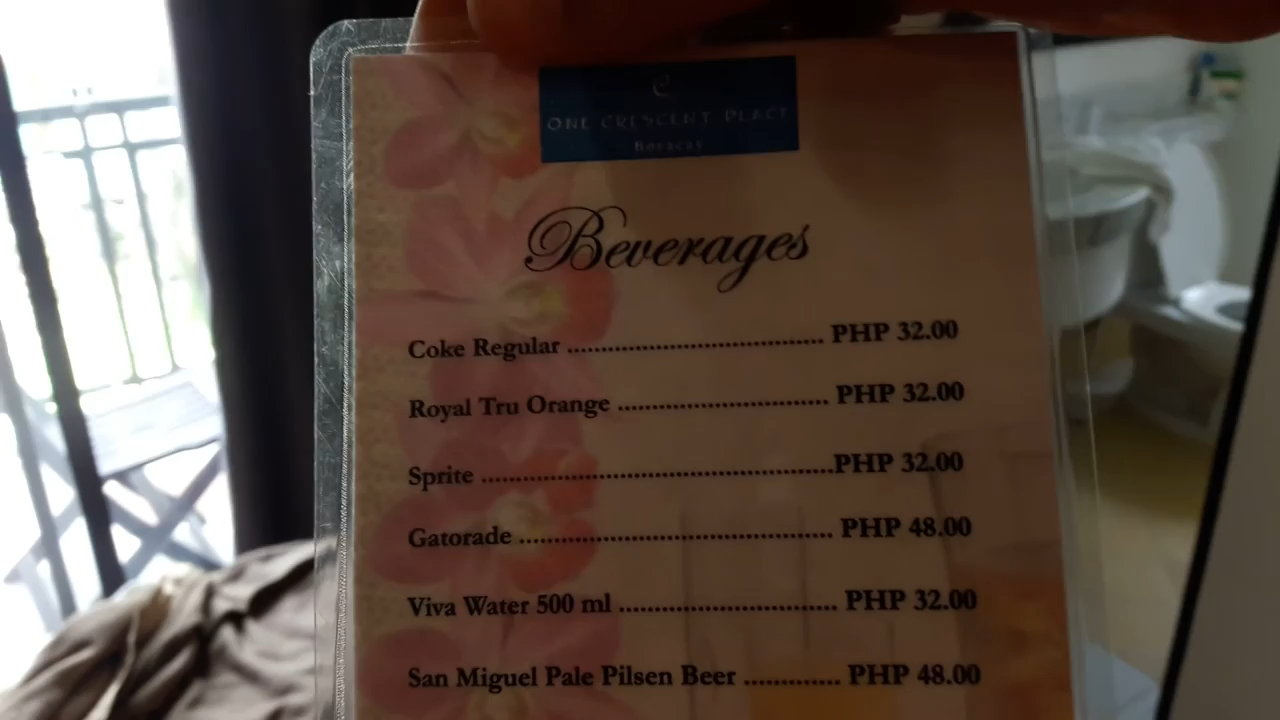 ONE CRESCENT PLACE
Boracay
Beverages
Coke Regular ........................................ PHP 32.00
Royal Tru Orange ................................. PHP 32.00
Sprite ......................................................PHP 32.00
Gatorade ................................................. PHP 48.00
Viva Water 500 ml .................................. PHP 32.00
San Miguel Pale Pilsen Beer ............... PHP 48.00